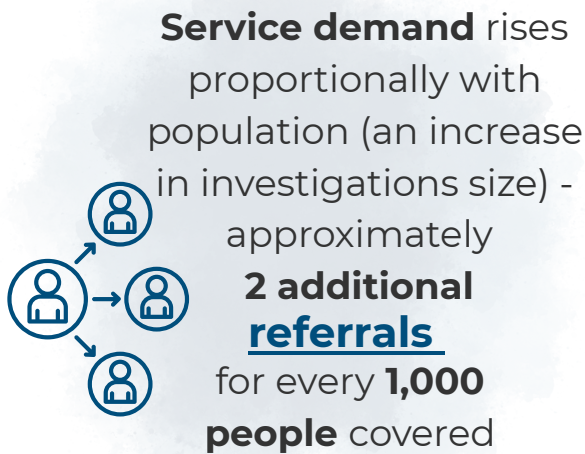 Service demand rises
proportionally with
population (an increase
in investigations size) -
approximately
2 additional
referrals
for every 1,000
people covered